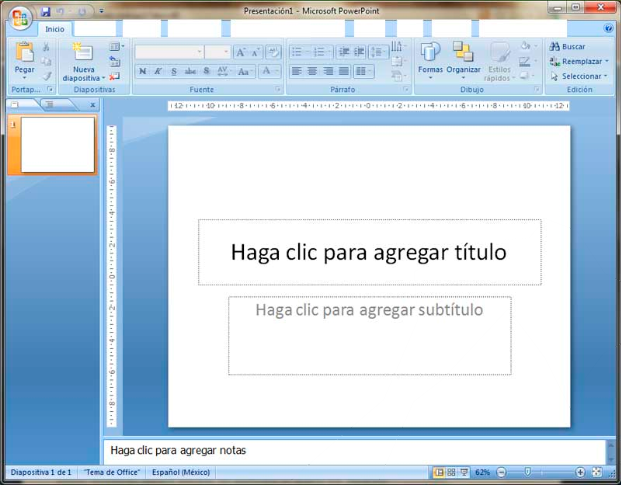 Presentación1 - Microsoft PowerPoint
Inicio
Pegar
Portap...
Nueva
diapositiva
Diapositivas
N K S abc S AV Aa A
Fuente
Párrafo
Formas Organizar Estilos
rápidos
Dibujo
Buscar
Reemplazar
Seleccionar
Edición
1
Haga clic para agregar título
Haga clic para agregar subtítulo
Haga clic para agregar notas
Diapositiva 1 de 1 "Tema de Office" Español (México) 62%